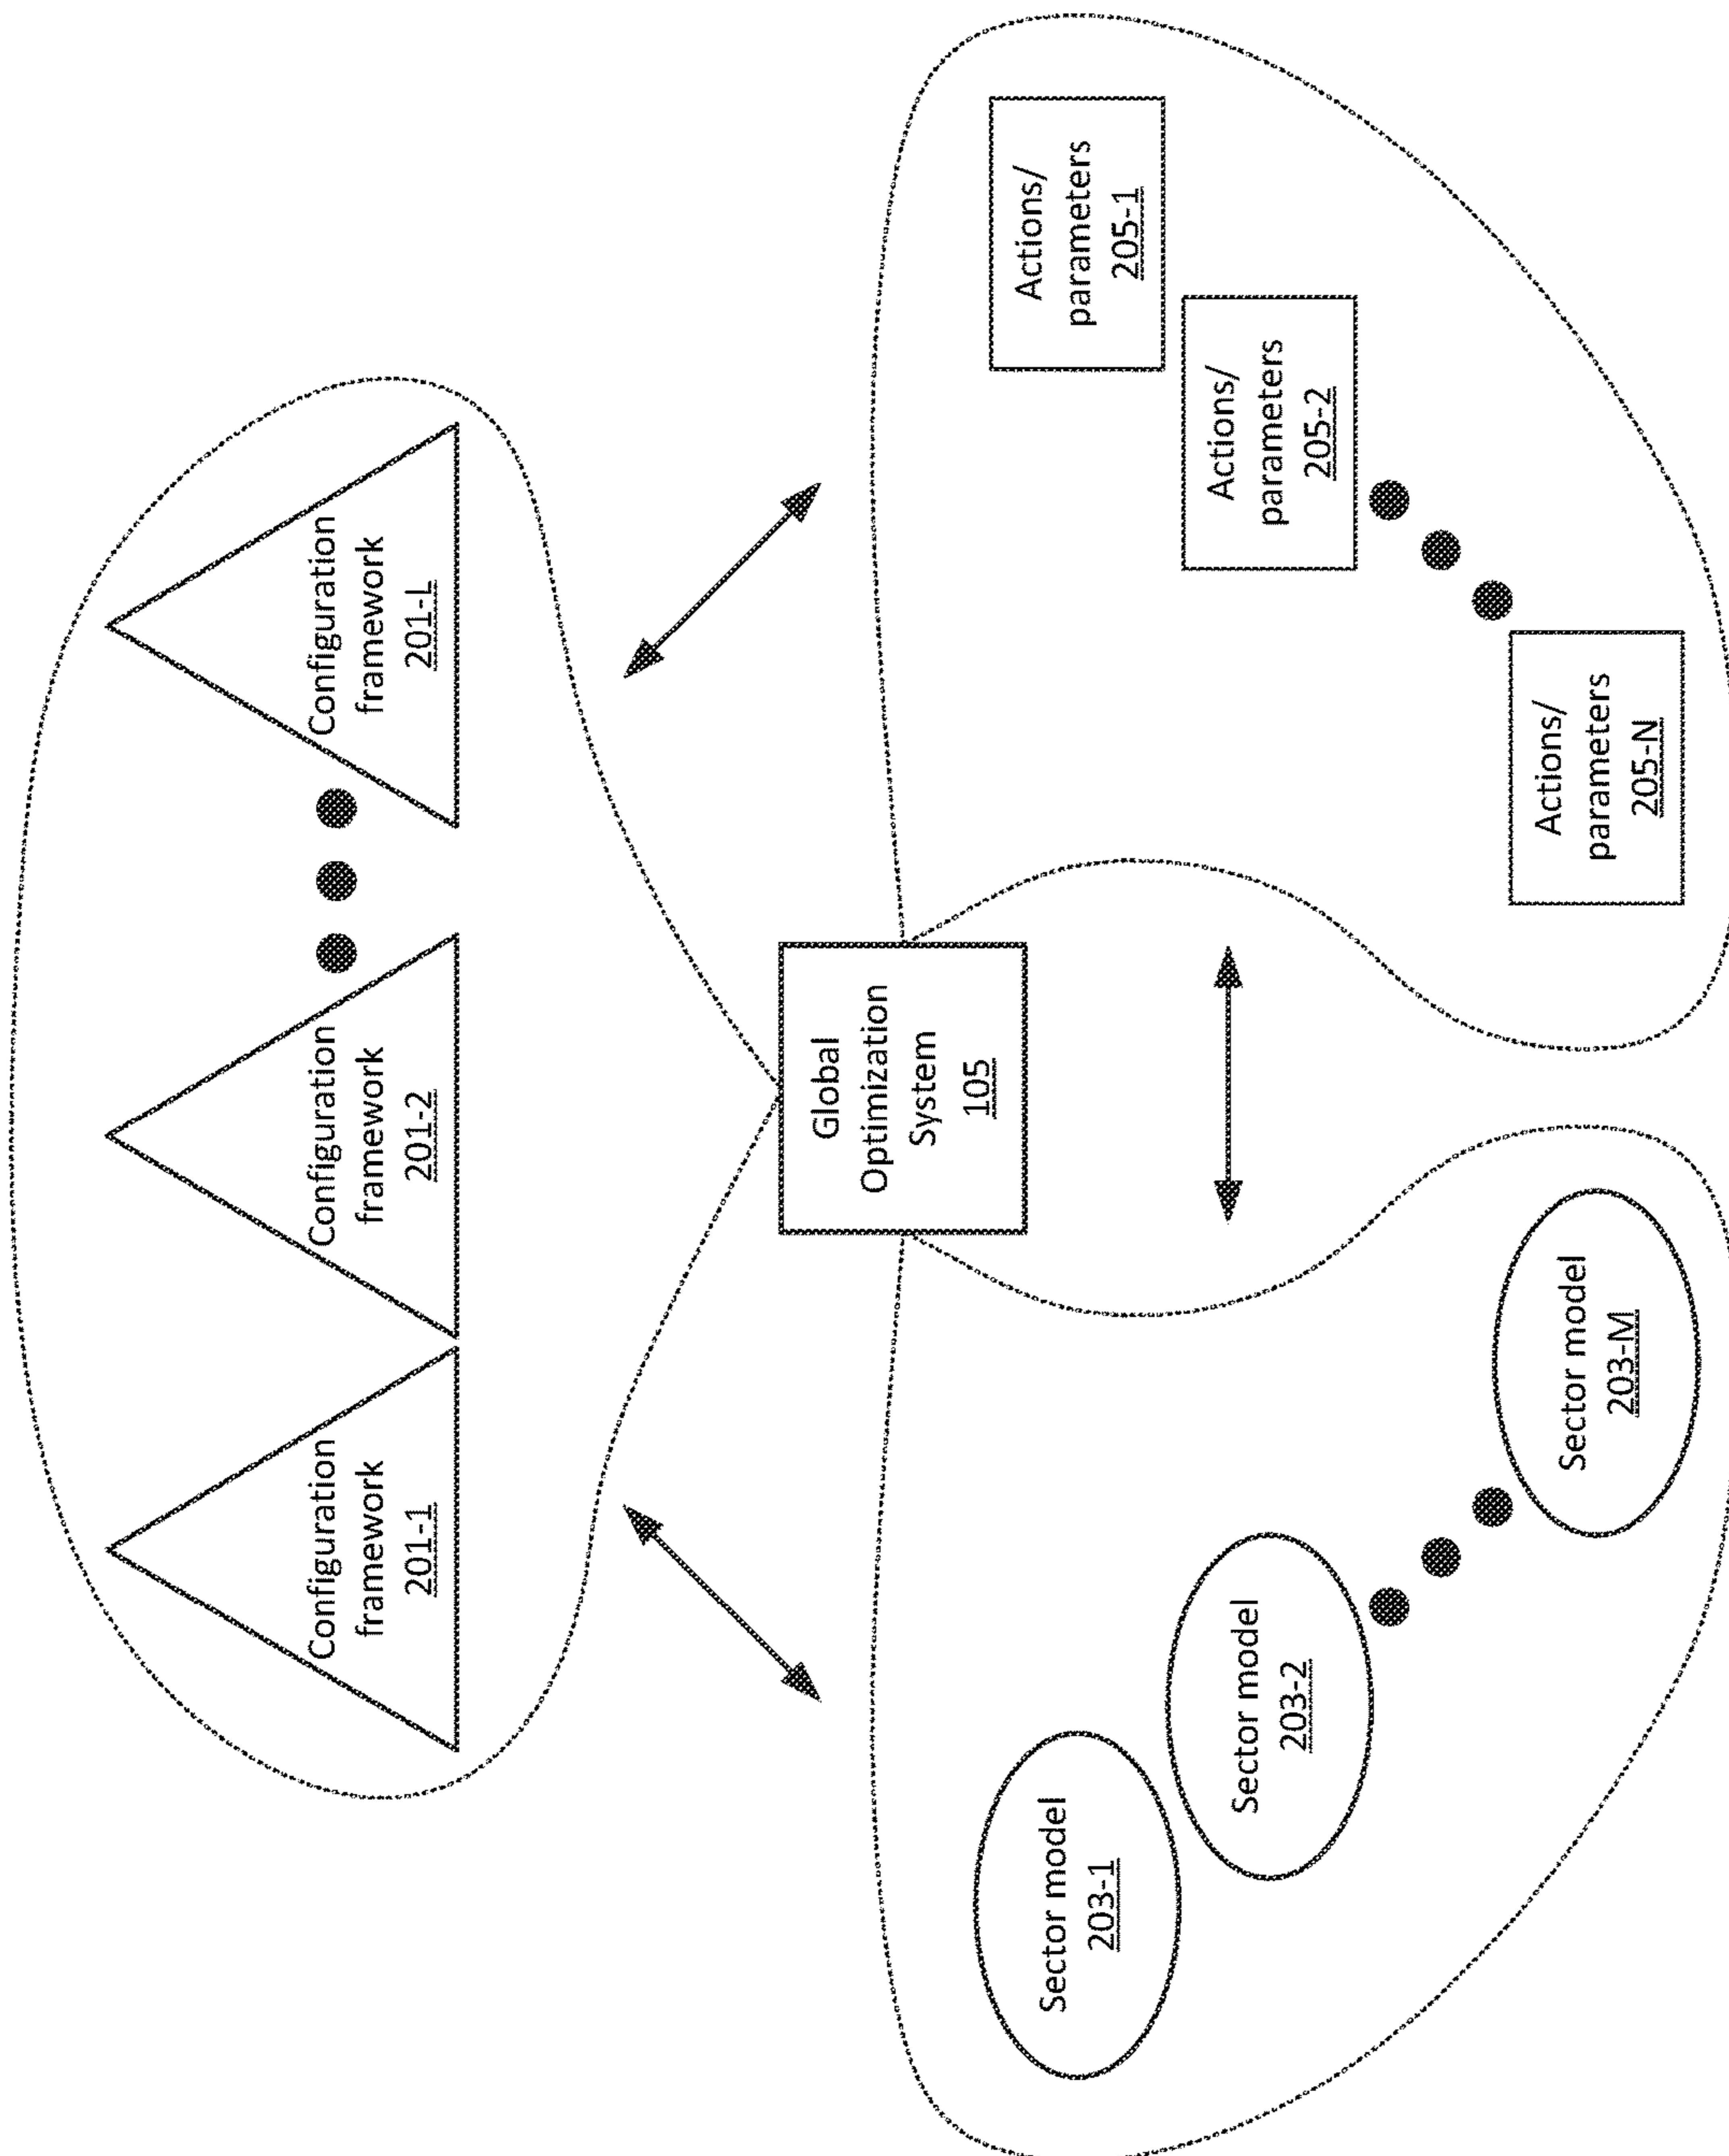 Configuration
framework
201-1
Configuration
framework
201-2
Configuration
framework
201-L
Global
Optimization
System
105
Sector model
203-1
Sector model
203-2
Sector model
203-M
Actions/
parameters
205-1
Actions/
parameters
205-2
Actions/
parameters
205-N